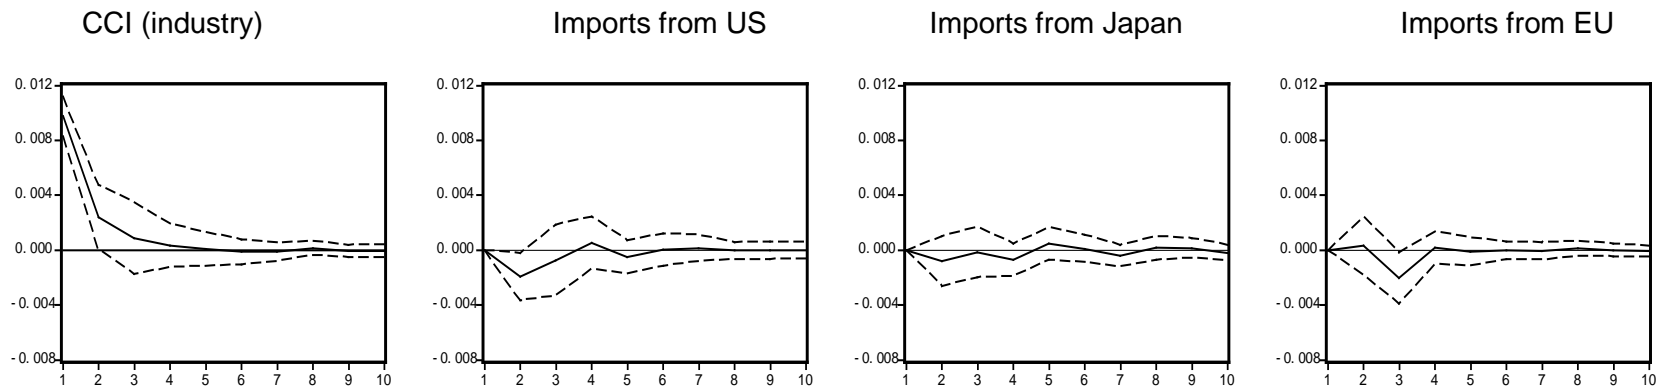 CCI (industry) Imports from US Imports from Japan Imports from EU
0.012 0.012 0.012 0.012
0.008 0.008 0.008 0.008
0.004 0.004 0.004 0.004
0.000 0.000 0.000 0.000
-0.004 -0.004 -0.004 -0.004
-0.008 -0.008 -0.008 -0.008
1 2 3 4 5 6 7 8 9 10 1 2 3 4 5 6 7 8 9 10 1 2 3 4 5 6 7 8 9 10 1 2 3 4 5 6 7 8 9 10